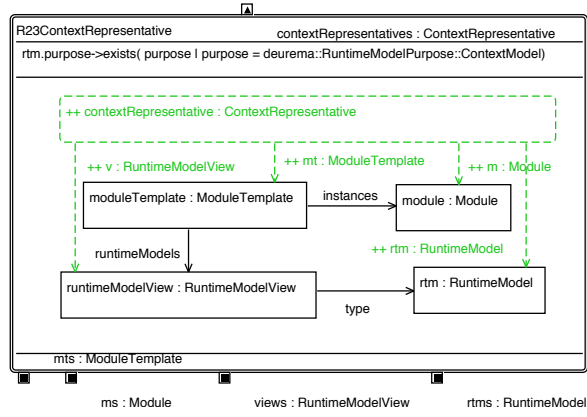 R23ContextRepresentative
contextRepresentatives : ContextRepresentative
rtm.purpose->exists( purpose | purpose = deurema::RuntimeModelPurpose::ContextModel)
++ contextRepresentative : ContextRepresentative
++ v : RuntimeModelView
++ mt : ModuleTemplate
++ m : Module
moduleTemplate : ModuleTemplate
instances
module : Module
runtimeModels
++ rtm : RuntimeModel
runtimeModelView : RuntimeModelView
type
rtm : RuntimeModel
mts : ModuleTemplate
ms : Module
views : RuntimeModelView
rtms : RuntimeModel